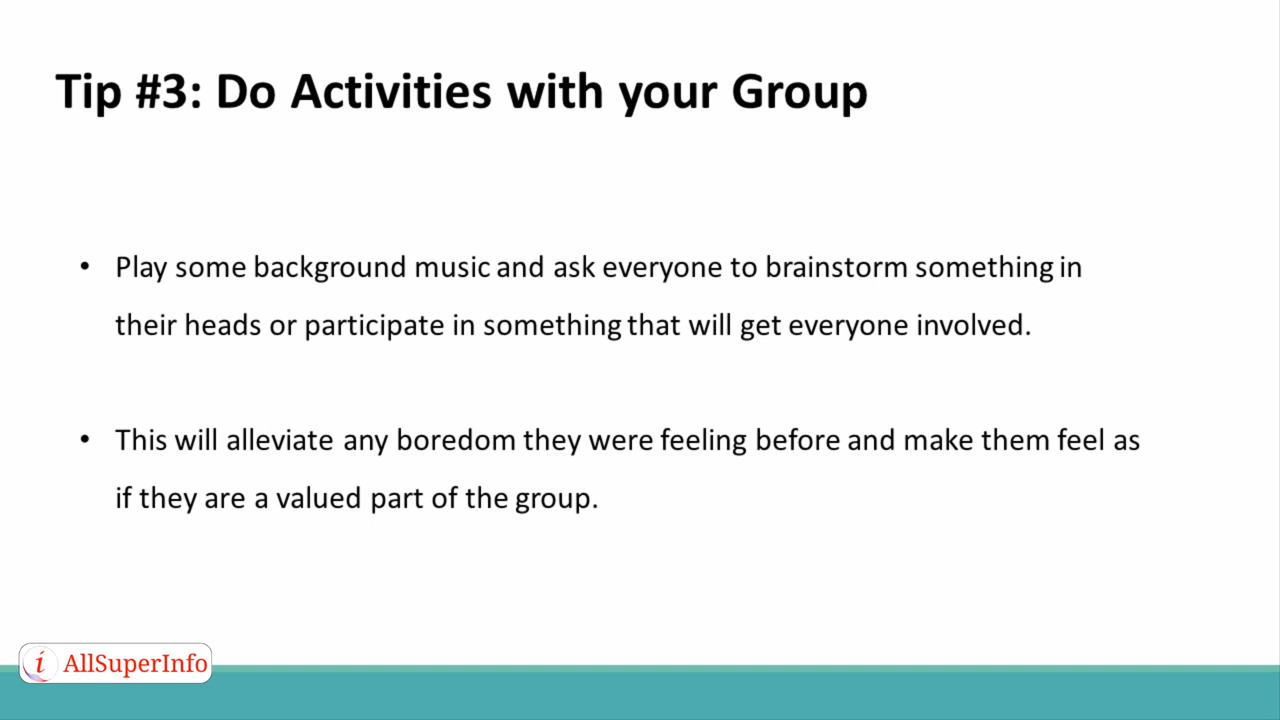 Tip #3: Do Activities with your Group
• Play some background music and ask everyone to brainstorm something in
their heads or participate in something that will get everyone involved.
• This will alleviate any boredom they were feeling before and make them feel as
if they are a valued part of the group.
i AllSuperInfo